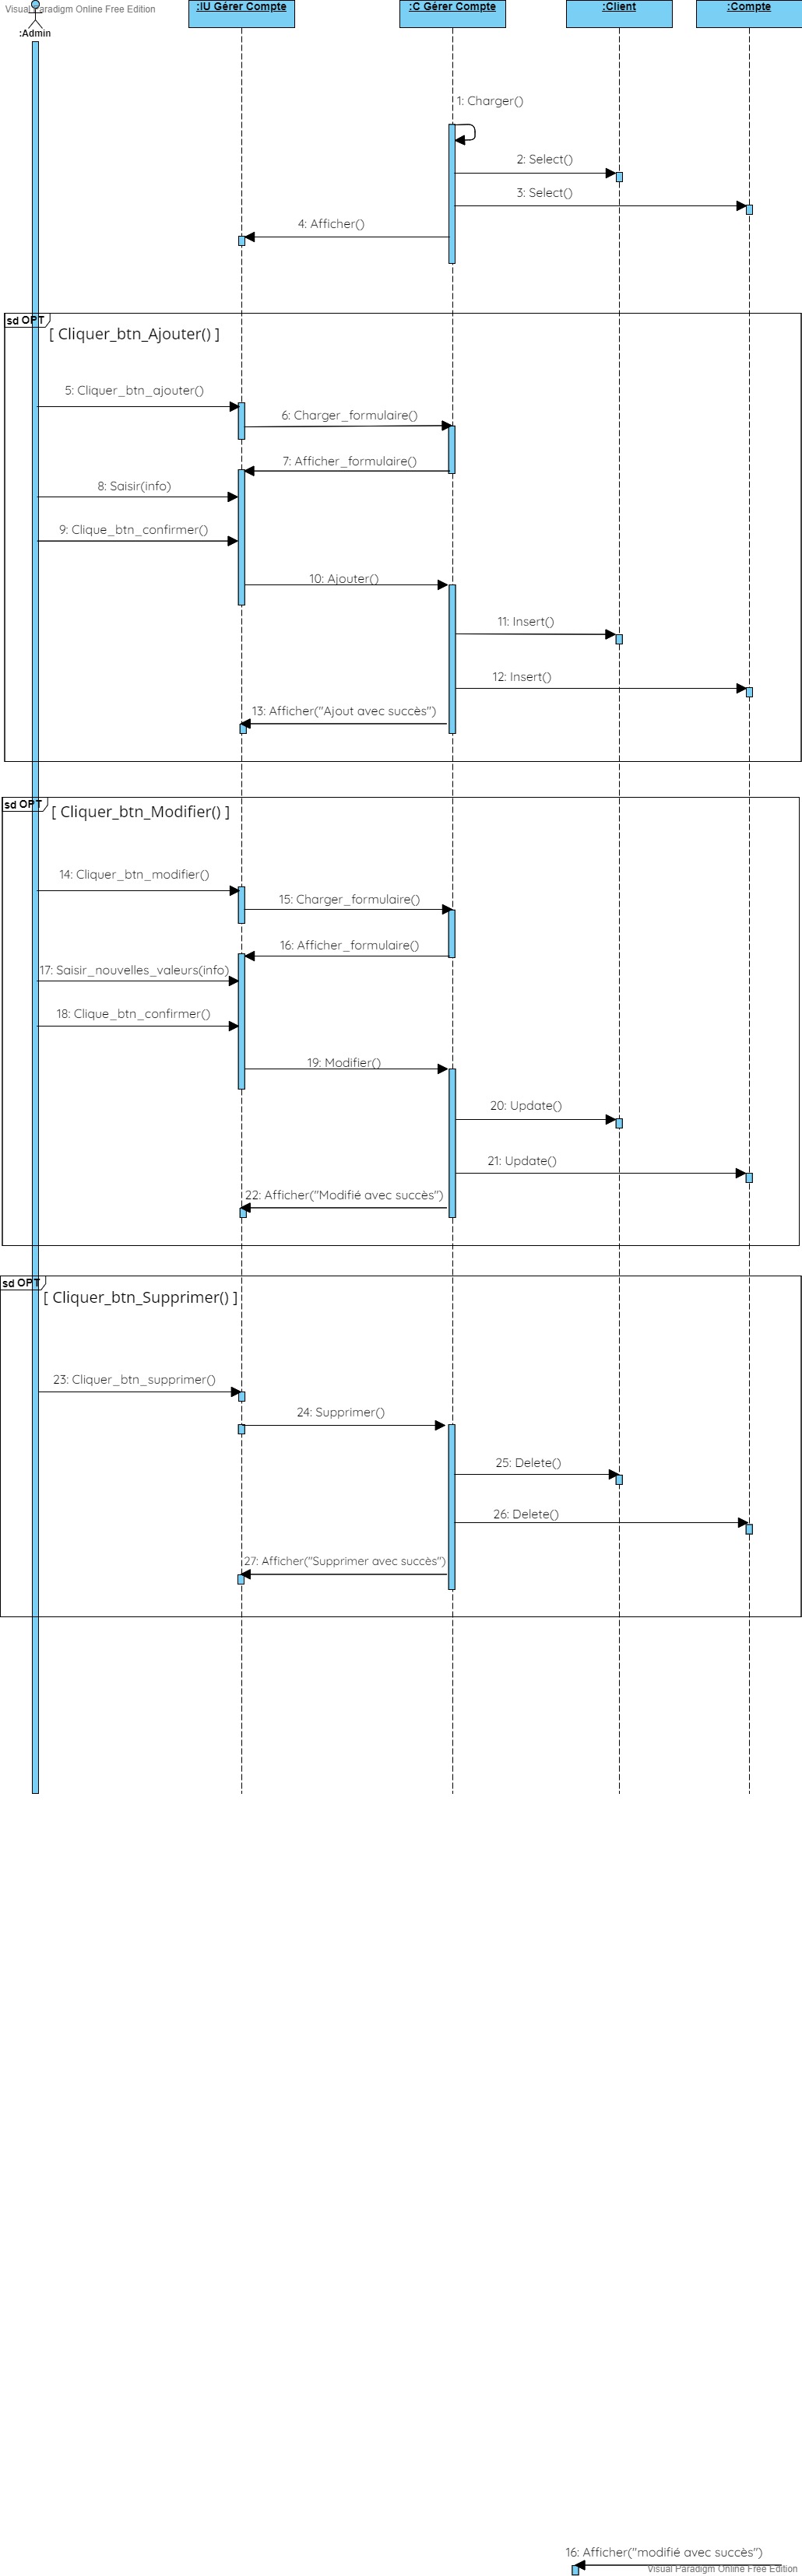 Visual Paradigm Online Free Edition
:Admin
:IU Gérer Compte
:C Gérer Compte
:Client
:Compte
1: Charger()
2: Select()
3: Select()
4: Afficher()
sd OPT
[ Cliquer_btn_Ajouter() ]
5: Cliquer_btn_ajouter()
6: Charger_formulaire()
7: Afficher_formulaire()
8: Saisir(info)
9: Clique_btn_confirmer()
10: Ajouter()
11: Insert()
12: Insert()
13: Afficher("Ajout avec succès")
sd OPT
[ Cliquer_btn_Modifier() ]
14: Cliquer_btn_modifier()
15: Charger_formulaire()
16: Afficher_formulaire()
17: Saisir_nouvelles_valeurs(info)
18: Clique_btn_confirmer()
19: Modifier()
20: Update()
21: Update()
22: Afficher("Modifié avec succès")
sd OPT
[ Cliquer_btn_Supprimer() ]
23: Cliquer_btn_supprimer()
24: Supprimer()
25: Delete()
26: Delete()
27: Afficher("Supprimer avec succès")
16: Afficher("modifié avec succès")
Visual Paradigm Online Free Edition